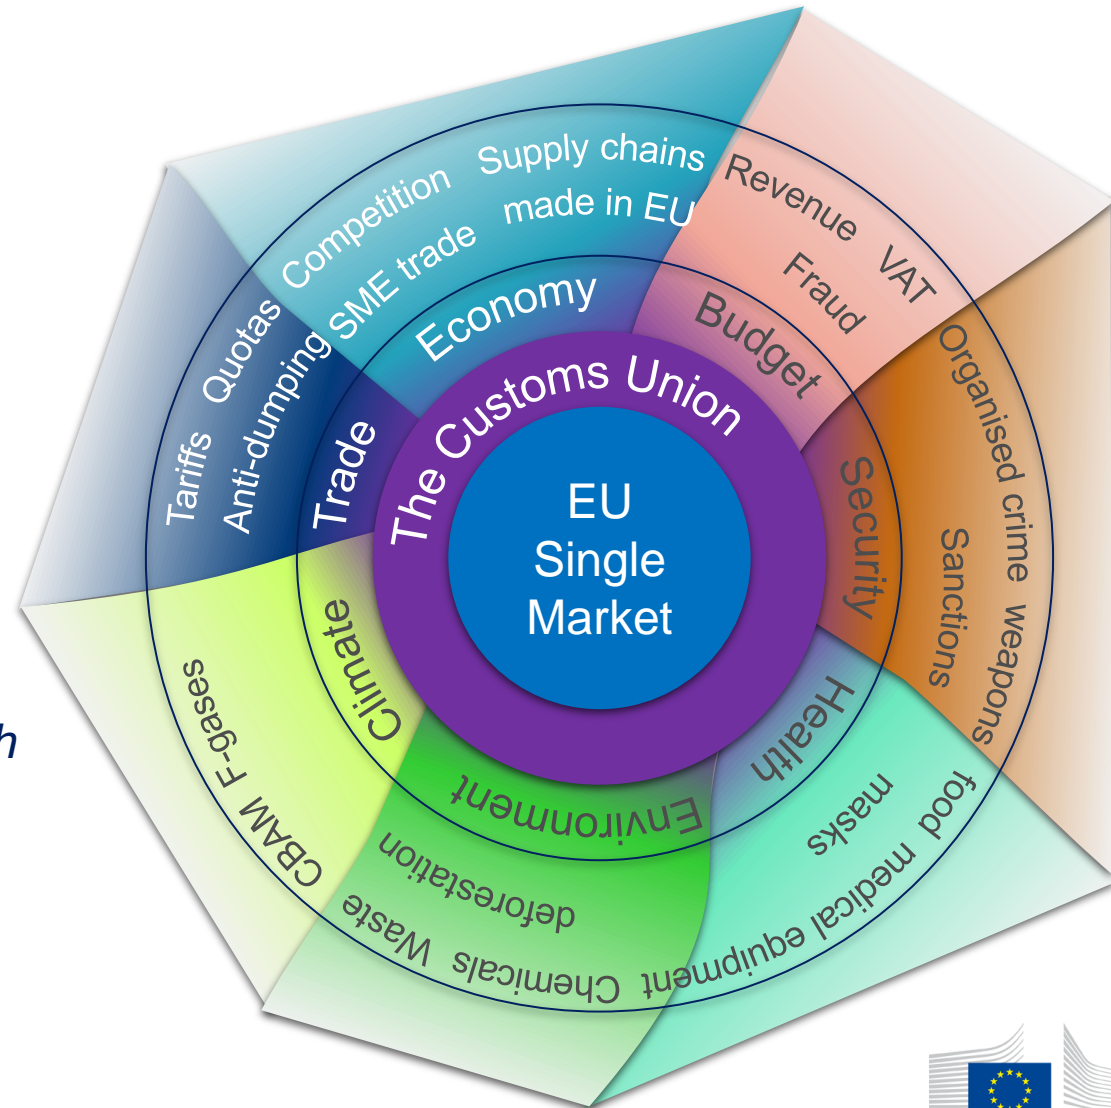 EU
Single
Market
The Customs Union
Economy
Competition
Supply chains
SME trade
made in EU
Budget
Revenue
VAT
Fraud
Security
Organised crime
weapons
Sanctions
Health
food
medical equipment
masks
Environment
deforestation
Chemicals
Waste
Climate
CBAM
F-gases
Trade
Tariffs
Quotas
Anti-dumping
h